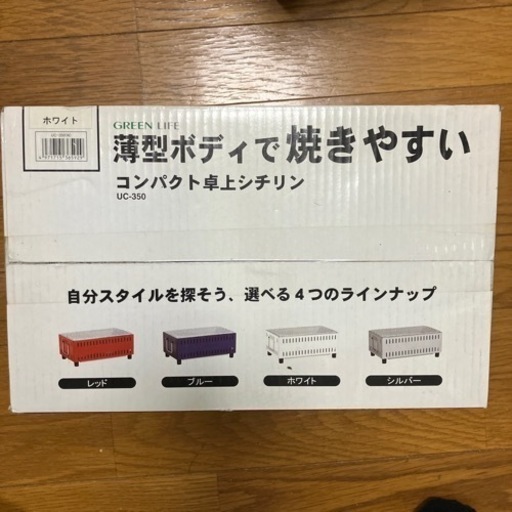 ホワイト
GREEN LIFE
薄型ボディで焼きやすい
コンパクト卓上シチリン
UC-350
自分スタイルを探そう、選べる4つのラインナップ
レッド
ブルー
ホワイト
シルバー